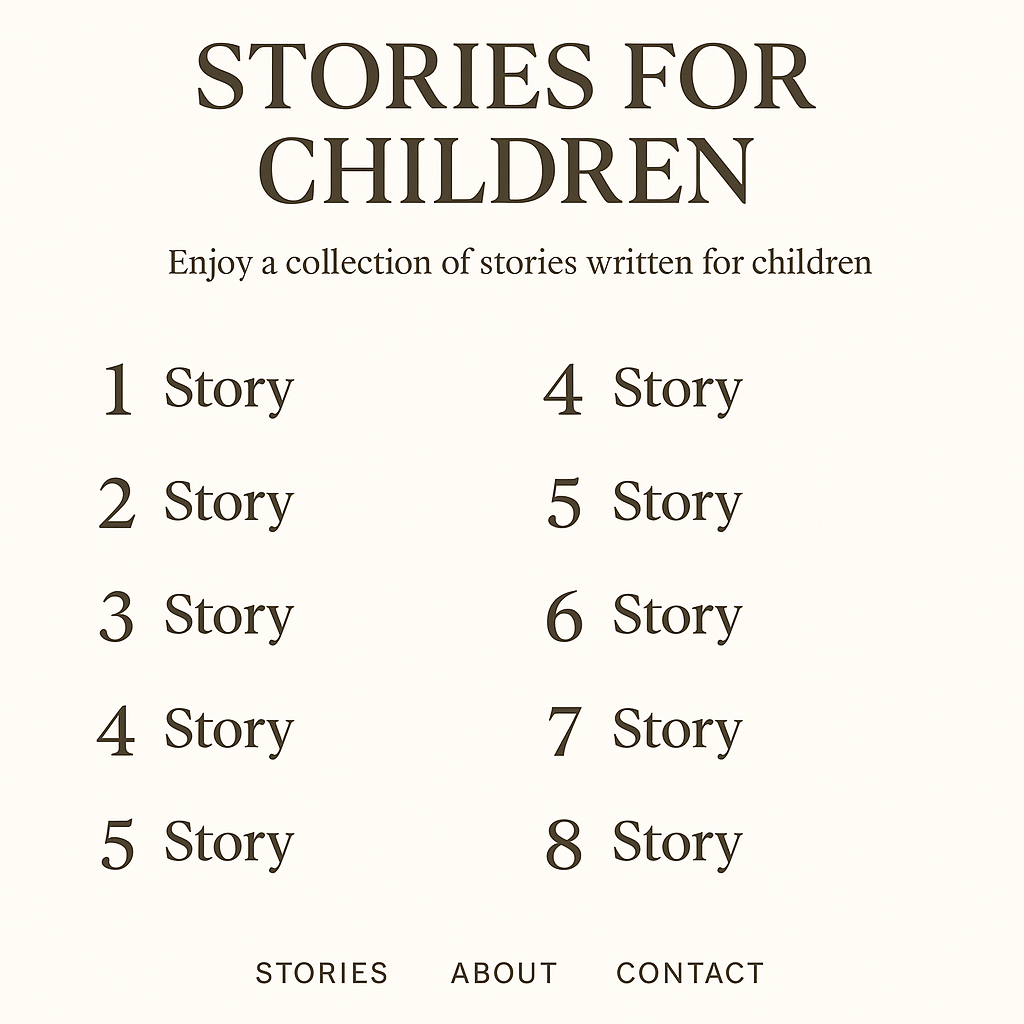 STORIES FOR
CHILDREN
Enjoy a collection of stories written for children
1 Story
2 Story
3 Story
4 Story
5 Story
4 Story
5 Story
6 Story
7 Story
8 Story
STORIES ABOUT CONTACT